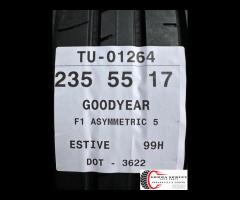 TU-01264
235 55 17
GOODYEAR
F1 ASYMMETRIC 5
ESTIVE 99H
DOT - 3622